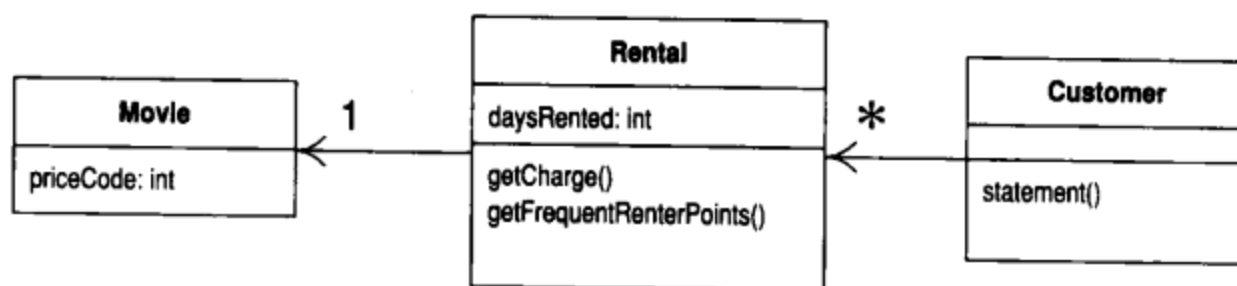 Movie
priceCode: int
1
Rental
daysRented: int
getCharge()
getFrequentRenterPoints()
*
Customer
statement()